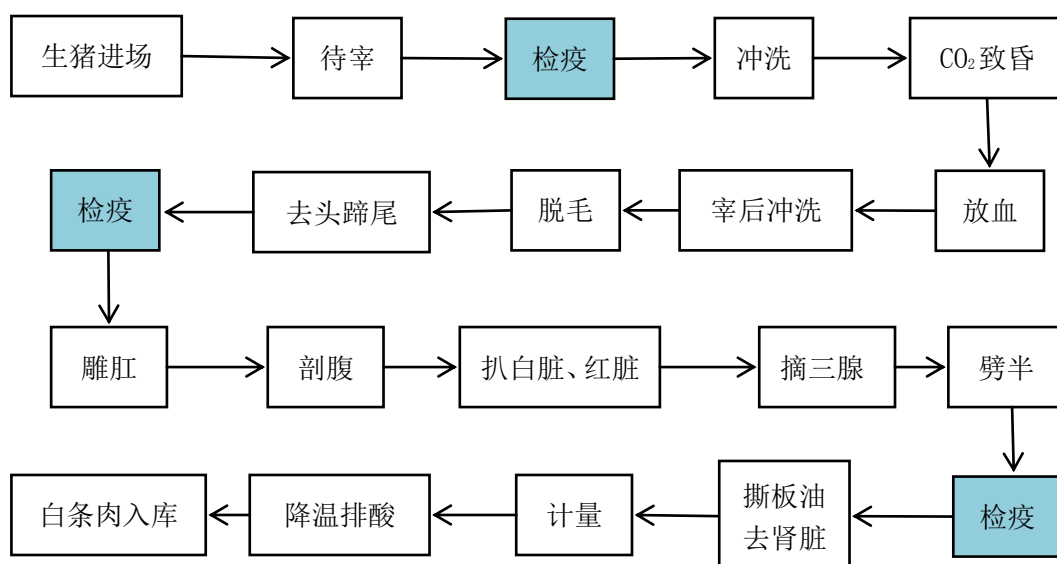 生猪进场
待宰
检疫
冲洗
CO₂致昏
放血
宰后冲洗
脱毛
去头蹄尾
检疫
雕肛
剖腹
扒白脏、红脏
摘三腺
劈半
检疫
撕板油
去肾脏
计量
降温排酸
白条肉入库